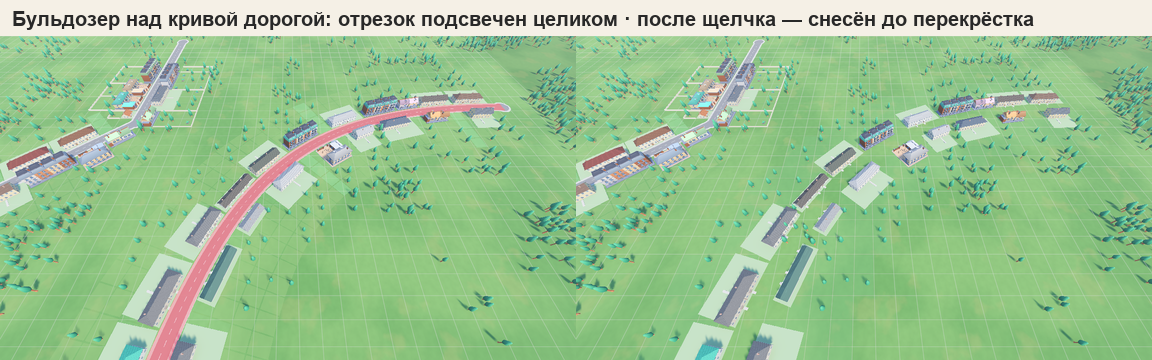 Бульдозер над кривой дорогой: отрезок подсвечен целиком · после щелчка — снесён до перекрёстка